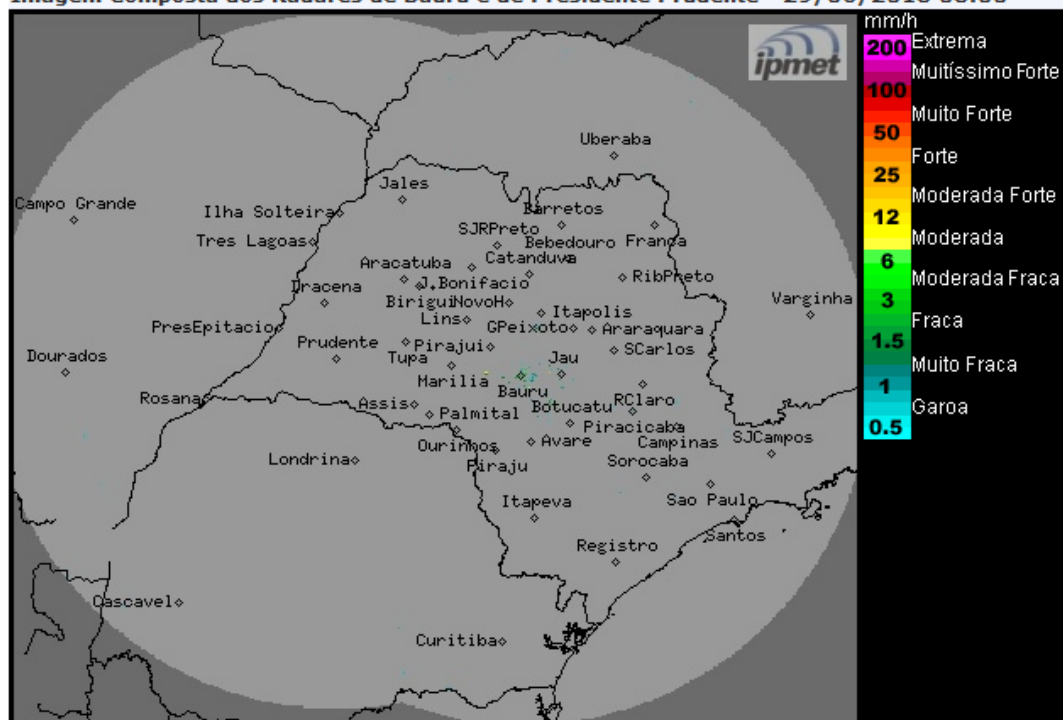 mm/h
ipmet
200 Extrema
Muitíssimo Forte
100
Muito Forte
50
Forte
25
Moderada Forte
12
Moderada
6
Moderada Fraca
3
Fraca
1.5
Muito Fraca
1
Garoa
0.5
Uberaba
Jales
Campo Grande
Ilha Solteira
Barretos
SJRPreto
Tres Lagoas
Bebedouro Franca
Catanduva
Aracatuba
J.Bonifacio
RibPreto
Dracena
BiriguiNovoH
Varginha
Itapolis
Lins
PresEpitacio
GPeixoto
Araraquara
Prudente
Pirajui
SCarlos
Dourados
Tupa
Jau
Marilia
Bauru
Rosana
Assis
Botucatu
RClaro
Palmital
Piracicaba
Ourinhos
Avare
Campinas
SJCampos
Londrina
Piraju
Sorocaba
Itapeva
Sao Paulo
Santos
Registro
Cascavel
Curitiba